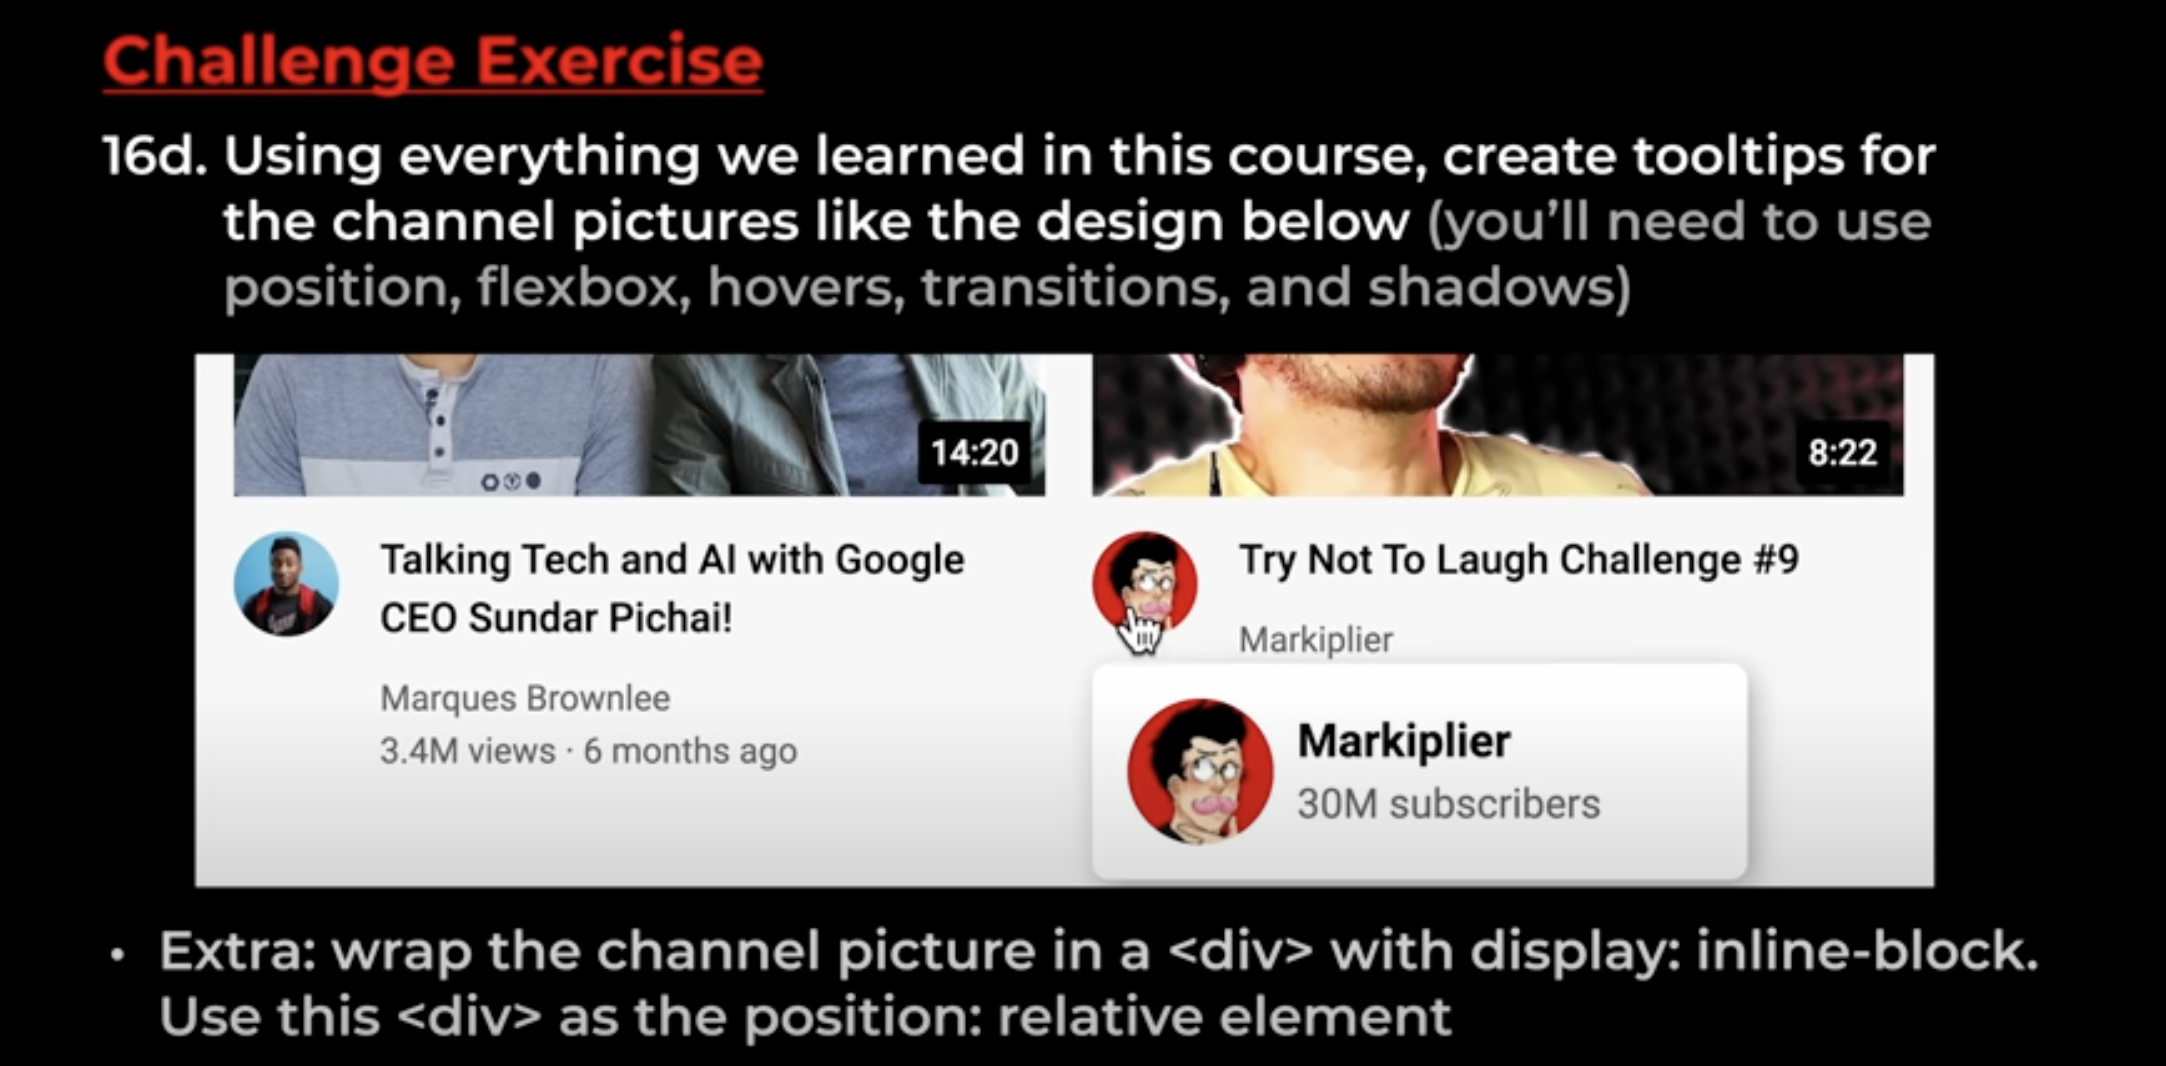 Challenge Exercise
16d. Using everything we learned in this course, create tooltips for
the channel pictures like the design below (you’ll need to use
position, flexbox, hovers, transitions, and shadows)
14:20
8:22
Talking Tech and AI with Google
CEO Sundar Pichai!
Marques Brownlee
3.4M views · 6 months ago
Try Not To Laugh Challenge #9
Markiplier
Markiplier
30M subscribers
• Extra: wrap the channel picture in a <div> with display: inline-block.
Use this <div> as the position: relative element